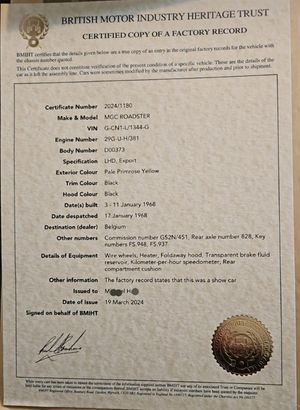 BRITISH MOTOR INDUSTRY HERITAGE TRUST
CERTIFIED COPY OF A FACTORY RECORD
BMIHT certifies that the details given below are a true copy of an entry in the original factory records for the vehicle with
the chassis number quoted.
This Certificate does not constitute verification of the present condition of a specific vehicle. These are the details of the
car as it left the assembly line. Cars were sometimes modified by the manufacturer after production and prior to shipment.
Certificate Number 2024/1180
Make & Model MGC ROADSTER
VIN G-CN1-L/1344-G
Engine Number 29G-U-H/381
Body Number D00373
Specification LHD, Export
Exterior Colour Pale Primrose Yellow
Trim Colour Black
Hood Colour Black
Date(s) built 3 - 11 January 1968
Date despatched 17 January 1968
Destination (dealer) Belgium
Other numbers Commission number G52N/451, Rear axle number 828, Key
numbers FS.948, FS.937
Details of Equipment Wire wheels, Heater, Foldaway hood, Transparent brake fluid
reservoir, Kilometer-per-hour speedometer, Rear
compartment cushion
Other information The factory record states that this was a show car
Issued to
Date of Issue 19 March 2024
Signed on behalf of BMIHT